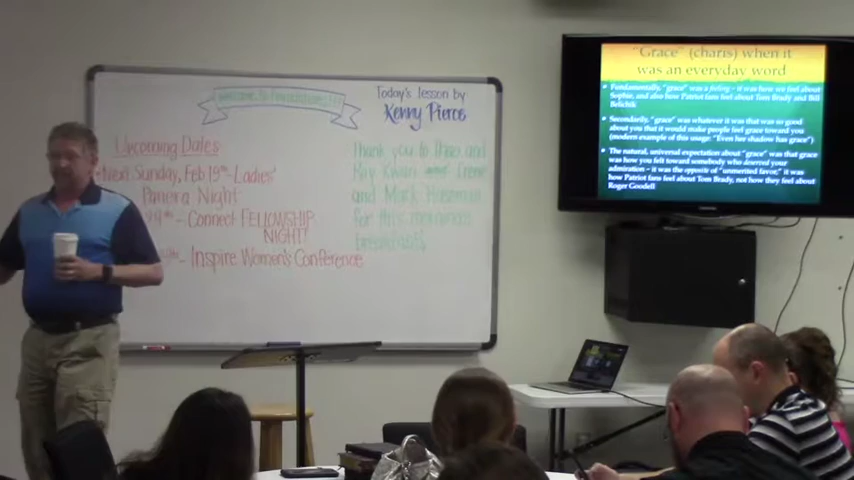 Welcome to
Today's lesson by
Kenny Pierce
Upcoming Dates
Next Sunday, Feb 19th - Ladies'
Panera Night
- Connect FELLOWSHIP
NIGHT!
- Inspire Women's Conference
Thank you to
and
Ray
and Mark
for this morning's
breakfast!
"Grace" (charis) when it
was an everyday word
Fundamentally, "grace" was a feeling - it was how we feel about
Sophie, and also how Patriot fans feel about Tom Brady and Bill
Belichik
Secondarily, "grace" was whatever it was that was so good
about you that it would make people feel grace toward you
(modern example of this usage: "Even her shadow has grace")
The natural, universal expectation about "grace" was that grace
was how you felt toward somebody who deserved your
admiration - it was the opposite of "unmerited favor;" it was
how Patriot fans feel about Tom Brady, not how they feel about
Roger Goodell